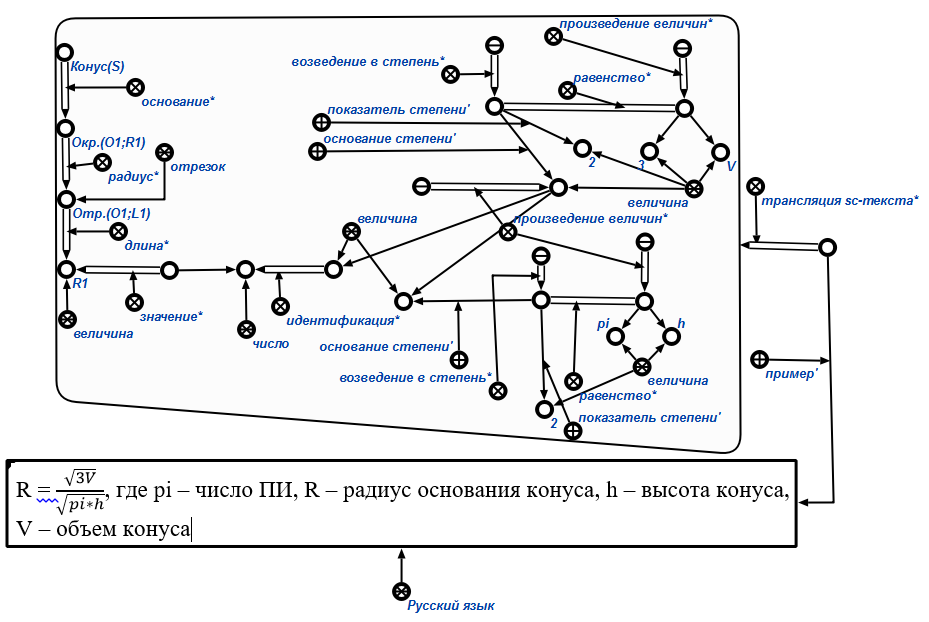 произведение величин*
возведение в степень*
Конус(S)
равенство*
основание*
показатель степени'
основание степени'
Окр.(O1;R1)
отрезок
2
3
V
радиус*
трансляция sc-текста*
величина
Отр.(O1;L1)
величина
произведение величин*
длина*
R1
значение*
идентификация*
pi
h
величина
число
основание степени'
возведение в степень*
величина
пример'
равенство*
2
показатель степени'
R = √3V / √pi*h, где pi – число ПИ, R – радиус основания конуса, h – высота конуса,
V – объем конуса
Русский язык